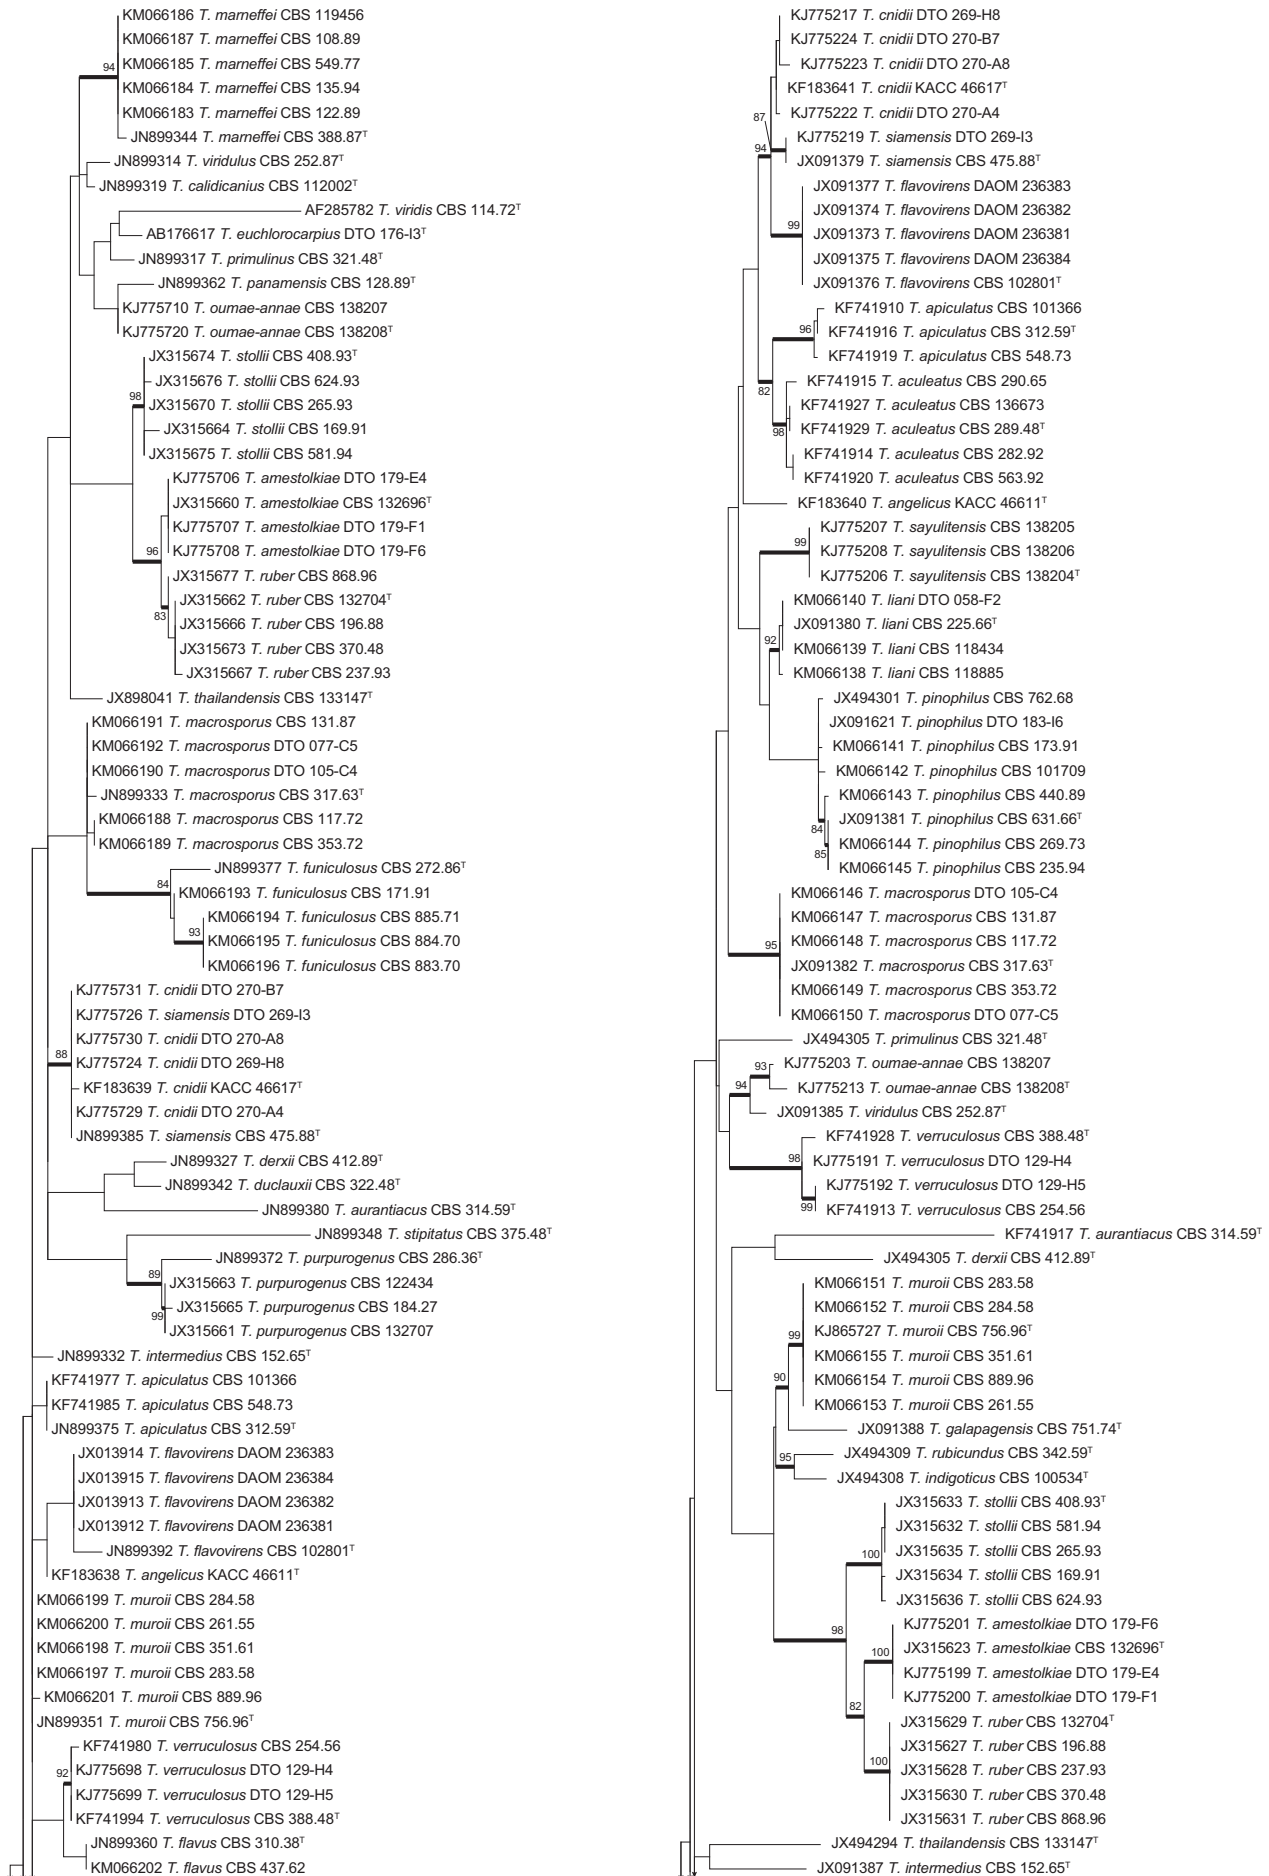 KM066186 T. marneffei CBS 119456
KM066187 T. marneffei CBS 108.89
KM066185 T. marneffei CBS 549.77
94
KM066184 T. marneffei CBS 135.94
KM066183 T. marneffei CBS 122.89
JN899344 T. marneffei CBS 388.87ᵀ
JN899314 T. viridulus CBS 252.87ᵀ
JN899319 T. calidicanius CBS 112002ᵀ
AF285782 T. viridis CBS 114.72ᵀ
AB176617 T. euchlorocarpius DTO 176-I3ᵀ
JN899317 T. primulinus CBS 321.48ᵀ
JN899362 T. panamensis CBS 128.89ᵀ
KJ775710 T. oumae-annae CBS 138207
KJ775720 T. oumae-annae CBS 138208ᵀ
JX315674 T. stollii CBS 408.93ᵀ
JX315676 T. stollii CBS 624.93
98
JX315670 T. stollii CBS 265.93
JX315664 T. stollii CBS 169.91
JX315675 T. stollii CBS 581.94
KJ775706 T. amestolkiae DTO 179-E4
JX315660 T. amestolkiae CBS 132696ᵀ
KJ775707 T. amestolkiae DTO 179-F1
96
KJ775708 T. amestolkiae DTO 179-F6
JX315677 T. ruber CBS 868.96
JX315662 T. ruber CBS 132704ᵀ
83
JX315666 T. ruber CBS 196.88
JX315673 T. ruber CBS 370.48
JX315667 T. ruber CBS 237.93
JX898041 T. thailandensis CBS 133147ᵀ
KM066191 T. macrosporus CBS 131.87
KM066192 T. macrosporus DTO 077-C5
KM066190 T. macrosporus DTO 105-C4
JN899333 T. macrosporus CBS 317.63ᵀ
KM066188 T. macrosporus CBS 117.72
KM066189 T. macrosporus CBS 353.72
JN899377 T. funiculosus CBS 272.86ᵀ
84
KM066193 T. funiculosus CBS 171.91
KM066194 T. funiculosus CBS 885.71
93
KM066195 T. funiculosus CBS 884.70
KM066196 T. funiculosus CBS 883.70
KJ775731 T. cnidii DTO 270-B7
KJ775726 T. siamensis DTO 269-I3
KJ775730 T. cnidii DTO 270-A8
88
KJ775724 T. cnidii DTO 269-H8
KF183639 T. cnidii KACC 46617ᵀ
KJ775729 T. cnidii DTO 270-A4
JN899385 T. siamensis CBS 475.88ᵀ
JN899327 T. derxii CBS 412.89ᵀ
JN899342 T. duclauxii CBS 322.48ᵀ
JN899380 T. aurantiacus CBS 314.59ᵀ
JN899348 T. stipitatus CBS 375.48ᵀ
JN899372 T. purpurogenus CBS 286.36ᵀ
89
JX315663 T. purpurogenus CBS 122434
JX315665 T. purpurogenus CBS 184.27
99
JX315661 T. purpurogenus CBS 132707
JN899332 T. intermedius CBS 152.65ᵀ
KF741977 T. apiculatus CBS 101366
KF741985 T. apiculatus CBS 548.73
JN899375 T. apiculatus CBS 312.59ᵀ
JX013914 T. flavovirens DAOM 236383
JX013915 T. flavovirens DAOM 236384
JX013913 T. flavovirens DAOM 236382
JX013912 T. flavovirens DAOM 236381
JN899392 T. flavovirens CBS 102801ᵀ
KF183638 T. angelicus KACC 46611ᵀ
KM066199 T. muroii CBS 284.58
KM066200 T. muroii CBS 261.55
KM066198 T. muroii CBS 351.61
KM066197 T. muroii CBS 283.58
KM066201 T. muroii CBS 889.96
JN899351 T. muroii CBS 756.96ᵀ
KF741980 T. verruculosus CBS 254.56
92
KJ775698 T. verruculosus DTO 129-H4
KJ775699 T. verruculosus DTO 129-H5
KF741994 T. verruculosus CBS 388.48ᵀ
JN899360 T. flavus CBS 310.38ᵀ
KM066202 T. flavus CBS 437.62
KJ775217 T. cnidii DTO 269-H8
KJ775224 T. cnidii DTO 270-B7
KJ775223 T. cnidii DTO 270-A8
KF183641 T. cnidii KACC 46617ᵀ
KJ775222 T. cnidii DTO 270-A4
87
KJ775219 T. siamensis DTO 269-I3
94
JX091379 T. siamensis CBS 475.88ᵀ
JX091377 T. flavovirens DAOM 236383
JX091374 T. flavovirens DAOM 236382
99
JX091373 T. flavovirens DAOM 236381
JX091375 T. flavovirens DAOM 236384
JX091376 T. flavovirens CBS 102801ᵀ
KF741910 T. apiculatus CBS 101366
96
KF741916 T. apiculatus CBS 312.59ᵀ
KF741919 T. apiculatus CBS 548.73
KF741915 T. aculeatus CBS 290.65
82
KF741927 T. aculeatus CBS 136673
KF741929 T. aculeatus CBS 289.48ᵀ
98
KF741914 T. aculeatus CBS 282.92
KF741920 T. aculeatus CBS 563.92
KF183640 T. angelicus KACC 46611ᵀ
KJ775207 T. sayulitensis CBS 138205
99
KJ775208 T. sayulitensis CBS 138206
KJ775206 T. sayulitensis CBS 138204ᵀ
KM066140 T. liani DTO 058-F2
JX091380 T. liani CBS 225.66ᵀ
92
KM066139 T. liani CBS 118434
KM066138 T. liani CBS 118885
JX494301 T. pinophilus CBS 762.68
JX091621 T. pinophilus DTO 183-I6
KM066141 T. pinophilus CBS 173.91
KM066142 T. pinophilus CBS 101709
KM066143 T. pinophilus CBS 440.89
JX091381 T. pinophilus CBS 631.66ᵀ
84
KM066144 T. pinophilus CBS 269.73
85
KM066145 T. pinophilus CBS 235.94
KM066146 T. macrosporus DTO 105-C4
KM066147 T. macrosporus CBS 131.87
95
KM066148 T. macrosporus CBS 117.72
JX091382 T. macrosporus CBS 317.63ᵀ
KM066149 T. macrosporus CBS 353.72
KM066150 T. macrosporus DTO 077-C5
JX494305 T. primulinus CBS 321.48ᵀ
93
KJ775203 T. oumae-annae CBS 138207
94
KJ775213 T. oumae-annae CBS 138208ᵀ
JX091385 T. viridulus CBS 252.87ᵀ
KF741928 T. verruculosus CBS 388.48ᵀ
98
KJ775191 T. verruculosus DTO 129-H4
KJ775192 T. verruculosus DTO 129-H5
99
KF741913 T. verruculosus CBS 254.56
KF741917 T. aurantiacus CBS 314.59ᵀ
JX494305 T. derxii CBS 412.89ᵀ
KM066151 T. muroii CBS 283.58
KM066152 T. muroii CBS 284.58
99
KJ865727 T. muroii CBS 756.96ᵀ
KM066155 T. muroii CBS 351.61
90
KM066154 T. muroii CBS 889.96
KM066153 T. muroii CBS 261.55
JX091388 T. galapagensis CBS 751.74ᵀ
95
JX494309 T. rubicundus CBS 342.59ᵀ
JX494308 T. indigoticus CBS 100534ᵀ
JX315633 T. stollii CBS 408.93ᵀ
JX315632 T. stollii CBS 581.94
100
JX315635 T. stollii CBS 265.93
JX315634 T. stollii CBS 169.91
JX315636 T. stollii CBS 624.93
98
KJ775201 T. amestolkiae DTO 179-F6
100
JX315623 T. amestolkiae CBS 132696ᵀ
KJ775199 T. amestolkiae DTO 179-E4
KJ775200 T. amestolkiae DTO 179-F1
82
JX315629 T. ruber CBS 132704ᵀ
JX315627 T. ruber CBS 196.88
100
JX315628 T. ruber CBS 237.93
JX315630 T. ruber CBS 370.48
JX315631 T. ruber CBS 868.96
JX494294 T. thailandensis CBS 133147ᵀ
JX091387 T. intermedius CBS 152.65ᵀ